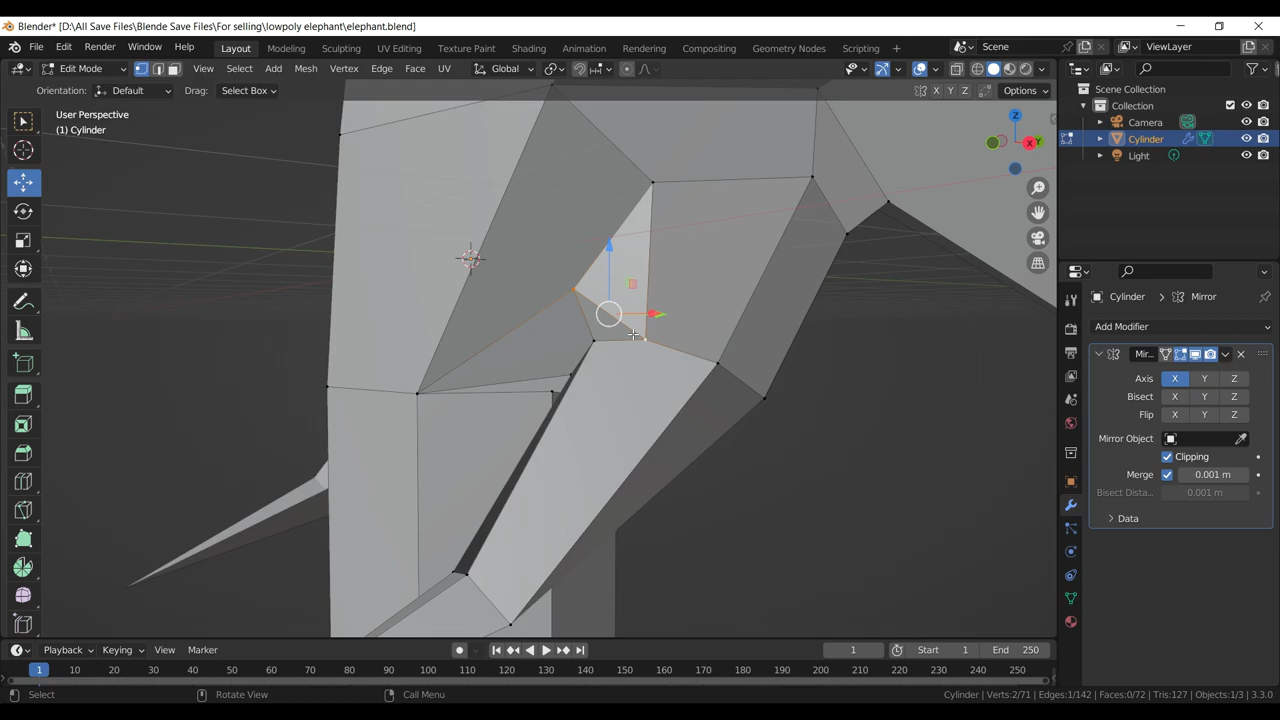 Blender* [D:\All Save Files\Blende Save Files\For selling\lowpoly elephant\elephant.blend]
File Edit Render Window Help Layout Modeling Sculpting UV Editing Texture Paint Shading Animation Rendering Compositing Geometry Nodes Scripting + Scene ViewLayer
Edit Mode View Select Add Mesh Vertex Edge Face UV Global
Orientation: Default Drag: Select Box X Y Z Options
Scene Collection
Collection
Camera
Cylinder
Light
User Perspective
(1) Cylinder
Z
X Y
Cylinder > Mirror
Add Modifier
Mir...
Axis X Y Z
Bisect X Y Z
Flip X Y Z
Mirror Object
Clipping
Merge 0.001 m
Bisect Dista... 0.001 m
Data
Playback Keying View Marker 1 Start 1 End 250
1 10 20 30 40 50 60 70 80 90 100 110 120 130 140 150 160 170 180 190 200 210 220 230 240 250
Select Rotate View Call Menu Cylinder | Verts:2/71 | Edges:1/142 | Faces:0/72 | Tris:127 | Objects:1/3 | 3.3.0